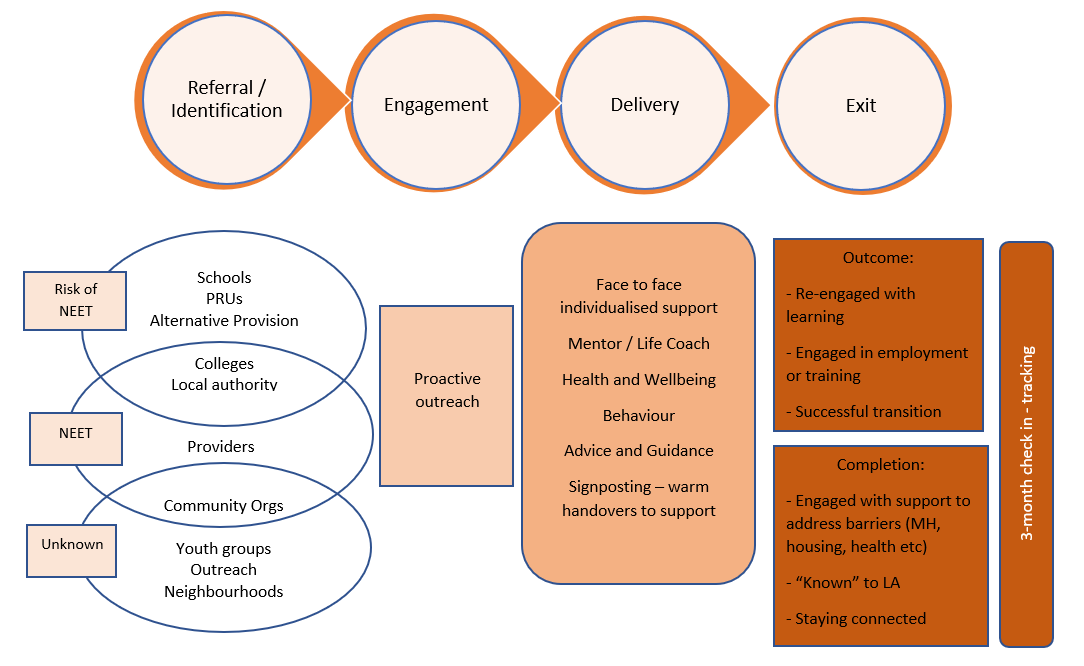 Referral /
Identification
Engagement
Delivery
Exit
Risk of
NEET
Schools
PRUs
Alternative Provision
Colleges
Local authority
NEET
Providers
Community Orgs
Unknown
Youth groups
Outreach
Neighbourhoods
Proactive
outreach
Face to face
individualised support
Mentor / Life Coach
Health and Wellbeing
Behaviour
Advice and Guidance
Signposting – warm
handovers to support
Outcome:
- Re-engaged with
learning
- Engaged in employment
or training
- Successful transition
Completion:
- Engaged with support to
address barriers (MH,
housing, health etc)
- “Known” to LA
- Staying connected
3-month check in - tracking